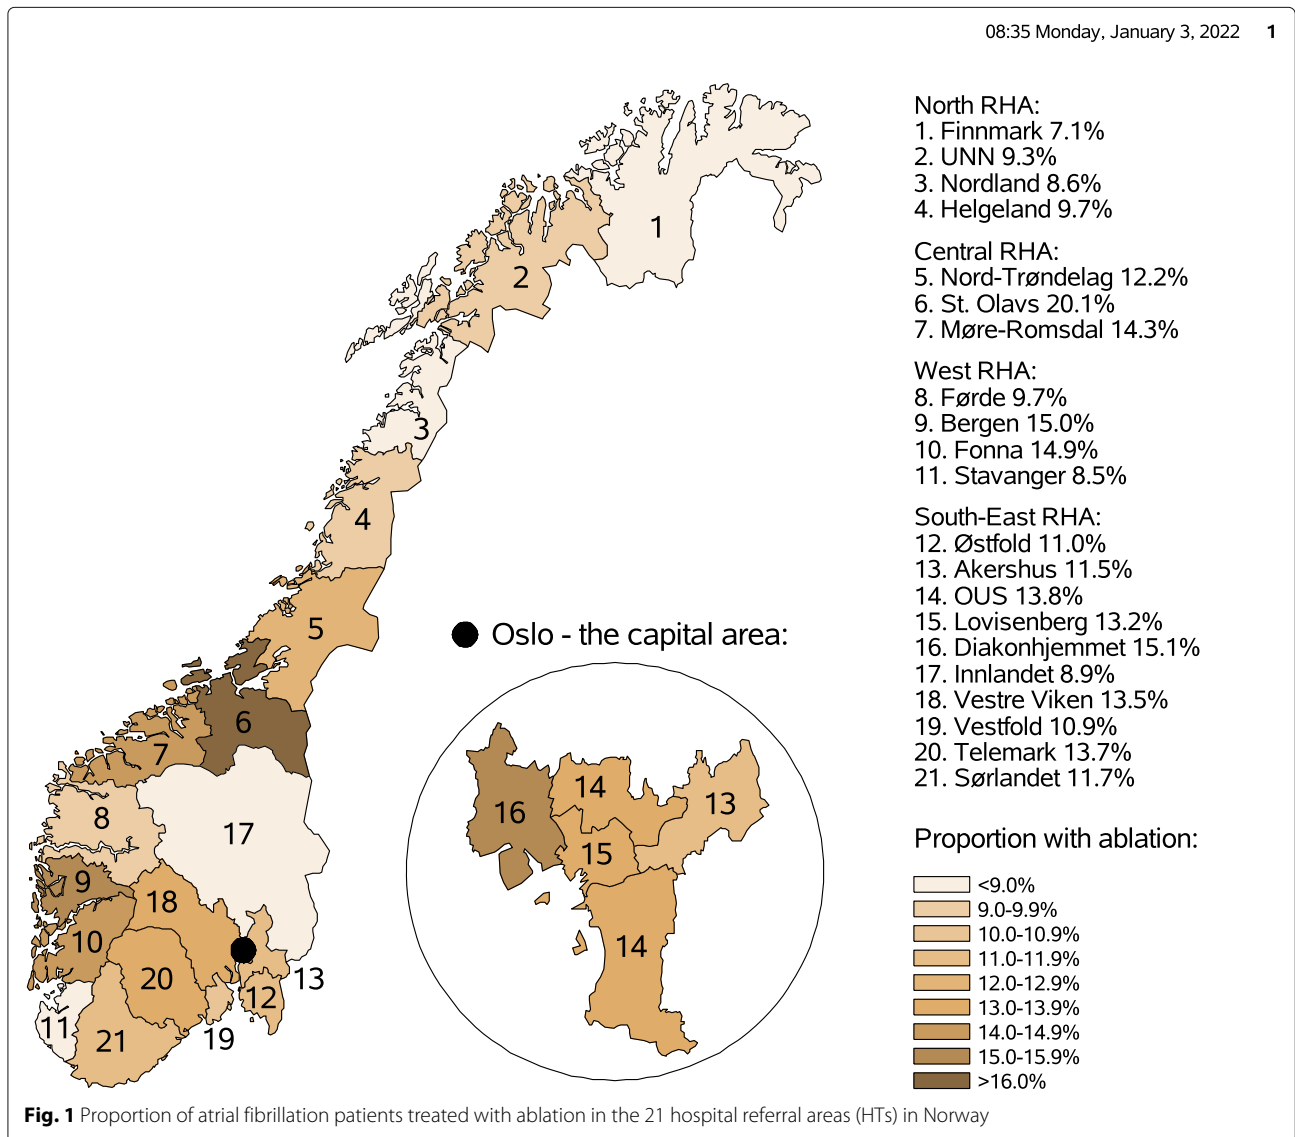 08:35 Monday, January 3, 2022 1
North RHA:
1. Finnmark 7.1%
2. UNN 9.3%
3. Nordland 8.6%
4. Helgeland 9.7%
Central RHA:
5. Nord-Trøndelag 12.2%
6. St. Olavs 20.1%
7. Møre-Romsdal 14.3%
West RHA:
8. Førde 9.7%
9. Bergen 15.0%
10. Fonna 14.9%
11. Stavanger 8.5%
South-East RHA:
12. Østfold 11.0%
13. Akershus 11.5%
14. OUS 13.8%
15. Lovisenberg 13.2%
16. Diakonhjemmet 15.1%
17. Innlandet 8.9%
18. Vestre Viken 13.5%
19. Vestfold 10.9%
20. Telemark 13.7%
21. Sørlandet 11.7%
Proportion with ablation:
<9.0%
9.0-9.9%
10.0-10.9%
11.0-11.9%
12.0-12.9%
13.0-13.9%
14.0-14.9%
15.0-15.9%
>16.0%
1
2
3
4
5
6
7
8
9
10
11
12
13
17
18
19
20
21
Oslo - the capital area:
14
13
16
15
14
Fig. 1 Proportion of atrial fibrillation patients treated with ablation in the 21 hospital referral areas (HTs) in Norway